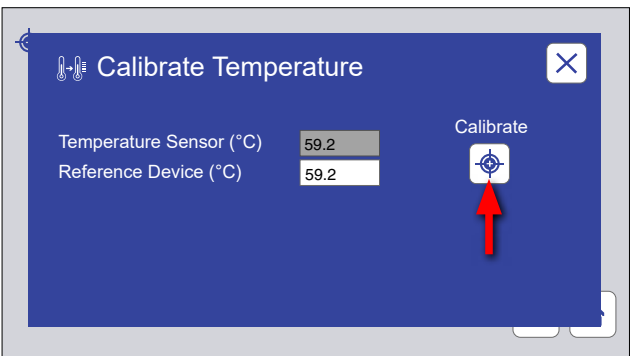 Calibrate Temperature
Calibrate
Temperature Sensor (°C) 59.2
Reference Device (°C) 59.2